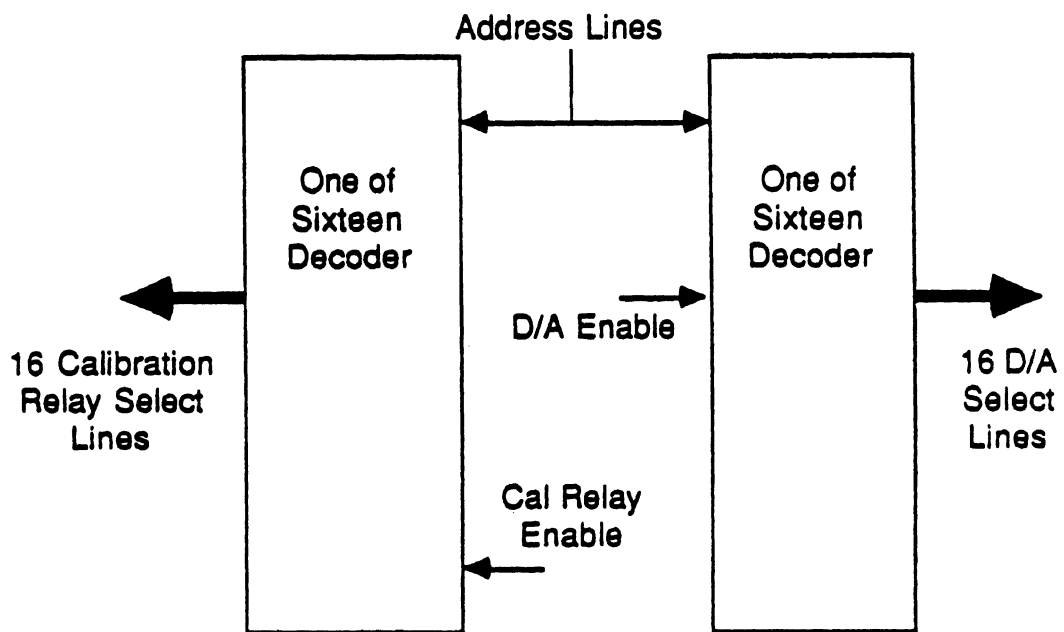 Address Lines
One of
Sixteen
Decoder
One of
Sixteen
Decoder
D/A Enable
16 Calibration
Relay Select
Lines
16 D/A
Select
Lines
Cal Relay
Enable